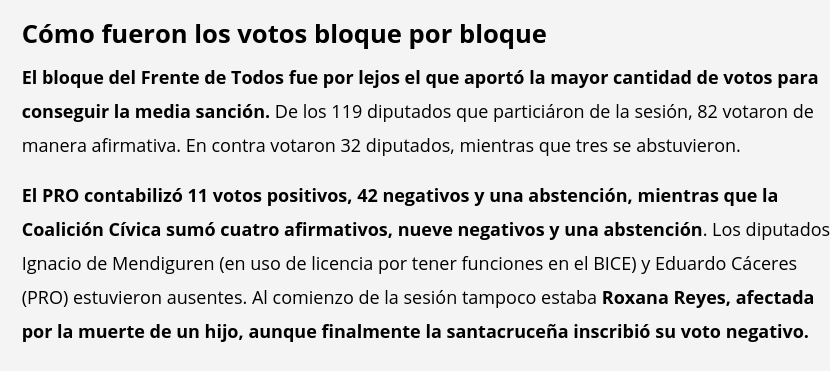 Cómo fueron los votos bloque por bloque
El bloque del Frente de Todos fue por lejos el que aportó la mayor cantidad de votos para
conseguir la media sanción. De los 119 diputados que particiáron de la sesión, 82 votaron de
manera afirmativa. En contra votaron 32 diputados, mientras que tres se abstuvieron.
El PRO contabilizó 11 votos positivos, 42 negativos y una abstención, mientras que la
Coalición Cívica sumó cuatro afirmativos, nueve negativos y una abstención. Los diputados
Ignacio de Mendiguren (en uso de licencia por tener funciones en el BICE) y Eduardo Cáceres
(PRO) estuvieron ausentes. Al comienzo de la sesión tampoco estaba Roxana Reyes, afectada
por la muerte de un hijo, aunque finalmente la santacruceña inscribió su voto negativo.